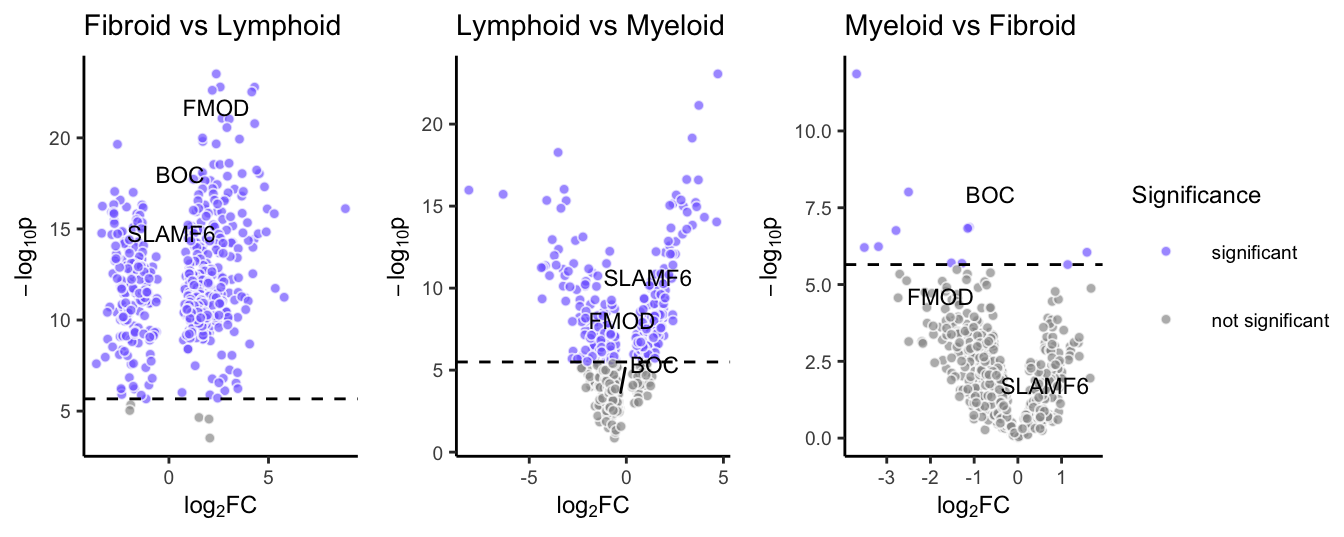 Fibroid vs Lymphoid
FMOD
BOC
SLAMF6
20
15
10
5
0
5
−log10p
log2FC
Lymphoid vs Myeloid
SLAMF6
FMOD
BOC
20
15
10
5
0
-5
0
5
−log10p
log2FC
Myeloid vs Fibroid
BOC
FMOD
SLAMF6
10.0
7.5
5.0
2.5
0.0
-3
-2
-1
0
1
−log10p
log2FC
Significance
significant
not significant